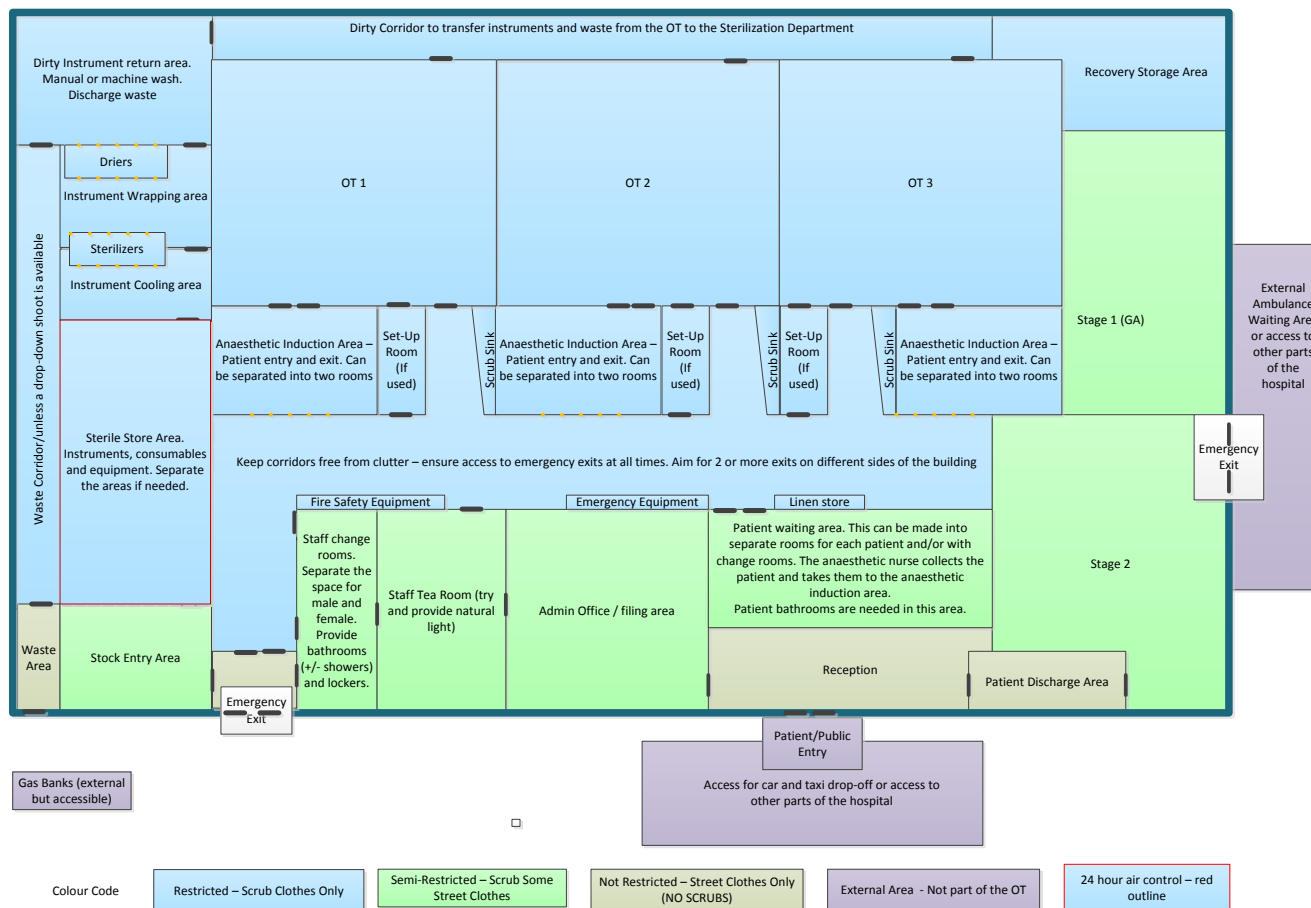 Dirty Corridor to transfer instruments and waste from the OT to the Sterilization Department
Dirty Instrument return area.
Manual or machine wash.
Discharge waste
Recovery Storage Area
Driers
Instrument Wrapping area
Sterilizers
Instrument Cooling area
Waste Corridor/unless a drop-down shoot is available
OT 1
OT 2
OT 3
Stage 1 (GA)
External
Ambulance
Waiting Area
or access to
other parts
of the
hospital
Anaesthetic Induction Area –
Patient entry and exit. Can
be separated into two rooms
Set-Up
Room
(If
used)
Scrub Sink
Anaesthetic Induction Area –
Patient entry and exit. Can
be separated into two rooms
Set-Up
Room
(If
used)
Scrub Sink
Set-Up
Room
(If
used)
Scrub Sink
Anaesthetic Induction Area –
Patient entry and exit. Can
be separated into two rooms
Sterile Store Area.
Instruments, consumables
and equipment. Separate
the areas if needed.
Keep corridors free from clutter – ensure access to emergency exits at all times. Aim for 2 or more exits on different sides of the building
Emergency
Exit
Fire Safety Equipment
Emergency Equipment
Linen store
Staff change
rooms.
Separate the
space for
male and
female.
Provide
bathrooms
(+/- showers)
and lockers.
Staff Tea Room (try
and provide natural
light)
Admin Office / filing area
Patient waiting area. This can be made into
separate rooms for each patient and/or with
change rooms. The anaesthetic nurse collects the
patient and takes them to the anaesthetic
induction area.
Patient bathrooms are needed in this area.
Stage 2
Waste
Area
Stock Entry Area
Emergency
Exit
Reception
Patient Discharge Area
Patient/Public
Entry
Access for car and taxi drop-off or access to
other parts of the hospital
Gas Banks (external
but accessible)
Colour Code
Restricted – Scrub Clothes Only
Semi-Restricted – Scrub Some
Street Clothes
Not Restricted – Street Clothes Only
(NO SCRUBS)
External Area  - Not part of the OT
24 hour air control – red
outline